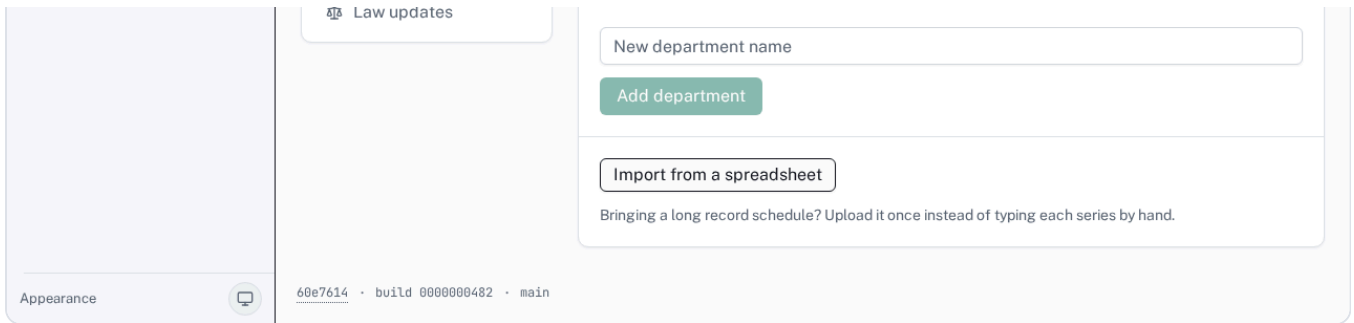 Law updates
New department name
Add department
Import from a spreadsheet
Bringing a long record schedule? Upload it once instead of typing each series by hand.
Appearance
60e7614 · build 0000000482 · main